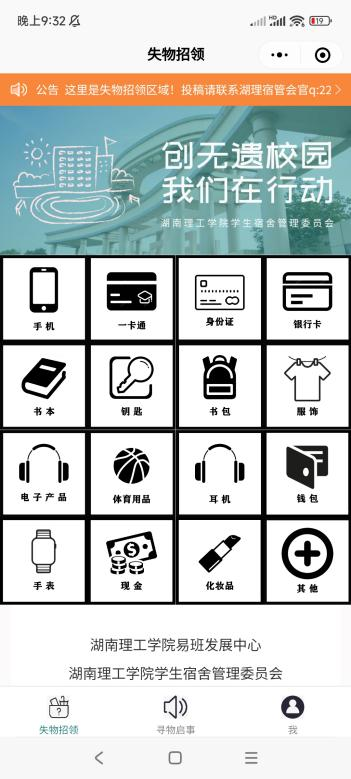 晚上9:32
19
失物招领
公告 这里是失物招领区域！投稿请联系湖理宿管会官q:22
创无遗校园
我们在行动
湖南理工学院学生宿舍管理委员会
手机 一卡通 身份证 银行卡
书本 钥匙 书包 服饰
电子产品 体育用品 耳机 钱包
手表 现金 化妆品 其他
湖南理工学院易班发展中心
湖南理工学院学生宿舍管理委员会
失物招领 寻物启事 我